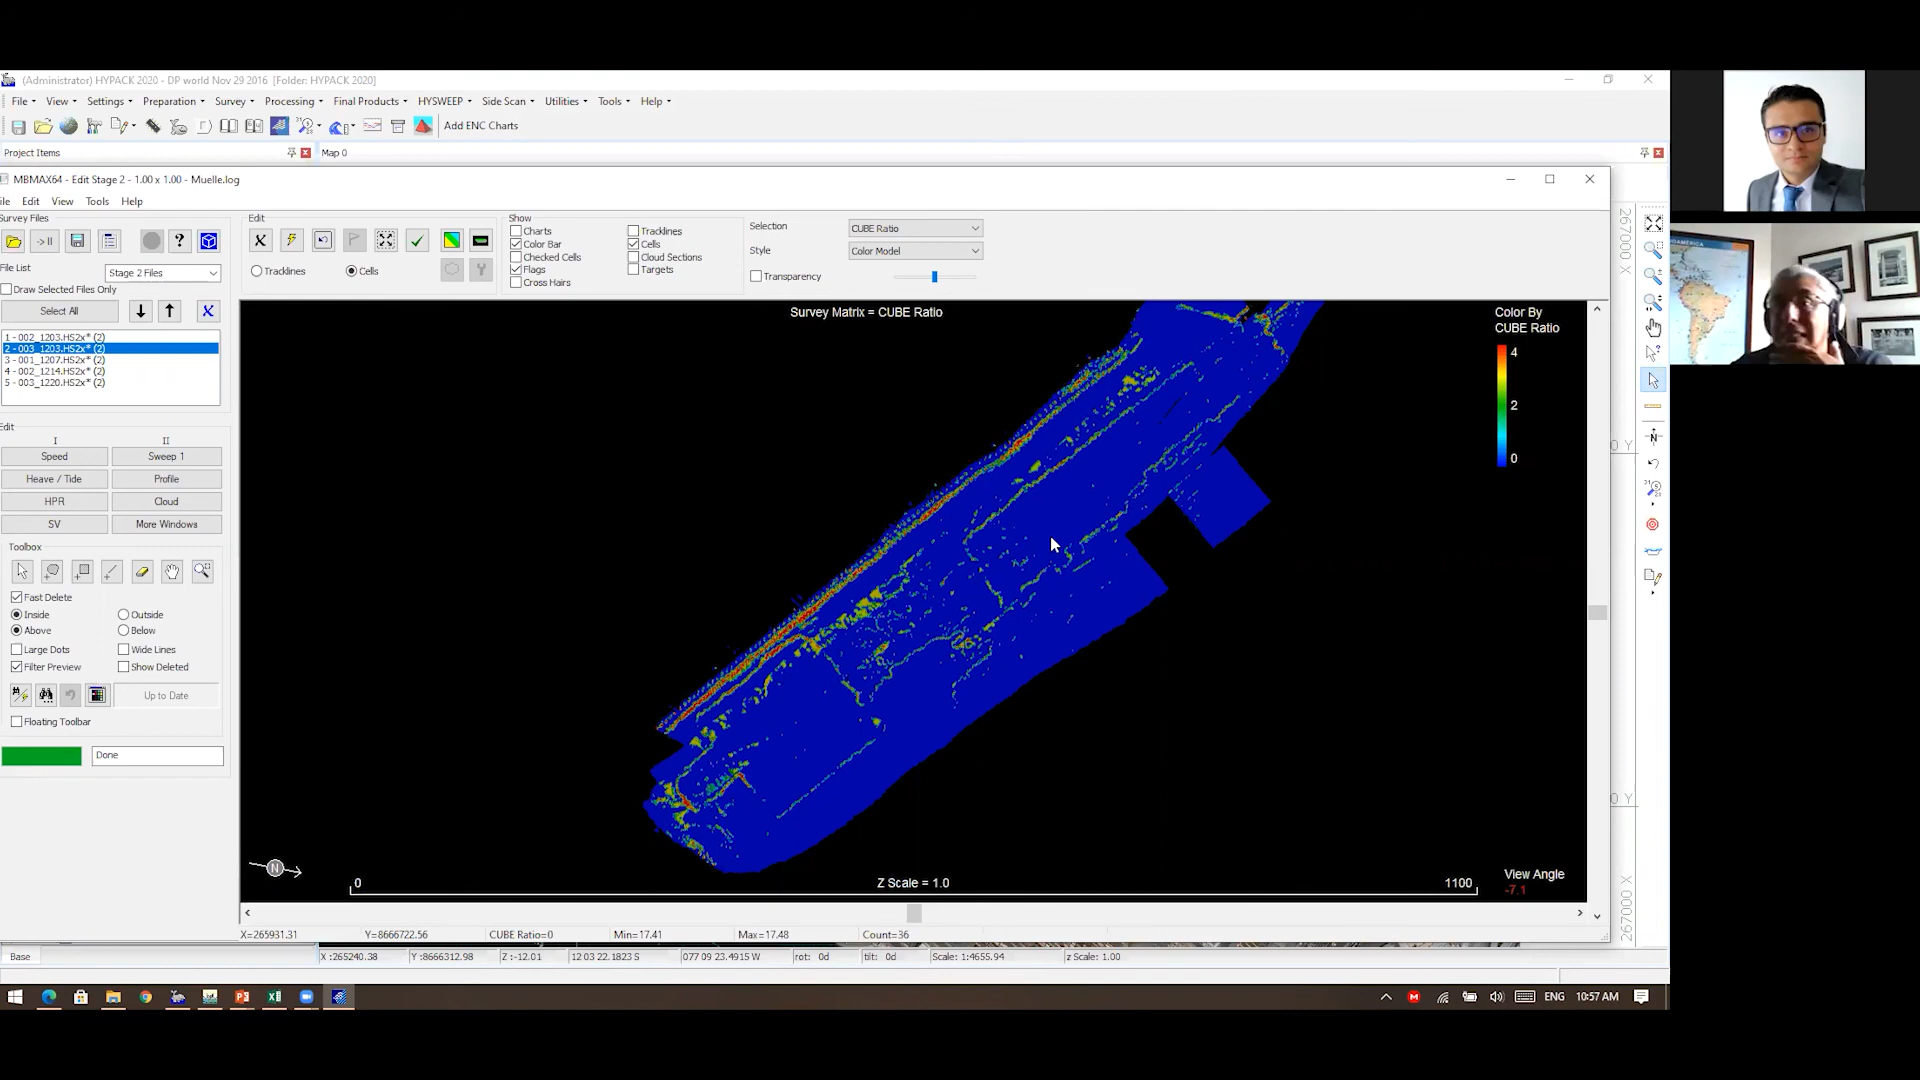 (Administrator) HYPACK 2020 - DP world Nov 29 2016 [Folder: HYPACK 2020]
File View Settings Preparation Survey Processing Final Products HYSWEEP Side Scan Utilities Tools Help
Add ENC Charts
Project Items
Map 0
MBMAX64 - Edit Stage 2 - 1.00 x 1.00 - Muelle.log
ile Edit View Tools Help
Survey Files
File List
Stage 2 Files
Draw Selected Files Only
Select All
1 - 002_1203.HS2x* (2)
2 - 003_1203.HS2x* (2)
3 - 001_1207.HS2x* (2)
4 - 002_1214.HS2x* (2)
5 - 003_1220.HS2x* (2)
Edit
I II
Speed Sweep 1
Heave / Tide Profile
HPR Cloud
SV More Windows
Toolbox
Fast Delete
Inside Outside
Above Below
Large Dots Wide Lines
Filter Preview Show Deleted
Up to Date
Floating Toolbar
Done
Edit
Tracklines Cells
Show
Charts Tracklines
Color Bar Cells
Checked Cells Cloud Sections
Flags Targets
Cross Hairs
Selection CUBE Ratio
Style Color Model
Transparency
Survey Matrix = CUBE Ratio
Color By
CUBE Ratio
4
2
0
N
0 Z Scale = 1.0 1100
View Angle
-7.1
X=265931.31 Y=8666722.56 CUBE Ratio=0 Min=17.41 Max=17.48 Count=36
267000 X
0 Y
0 Y
267000 X
Base
X :265240.38 Y :8666312.98 Z :-12.01 12 03 22.1823 S 077 09 23.4915 W rot: 0d tilt: 0d Scale: 1:4655.94 z Scale: 1.00
ENG 10:57 AM